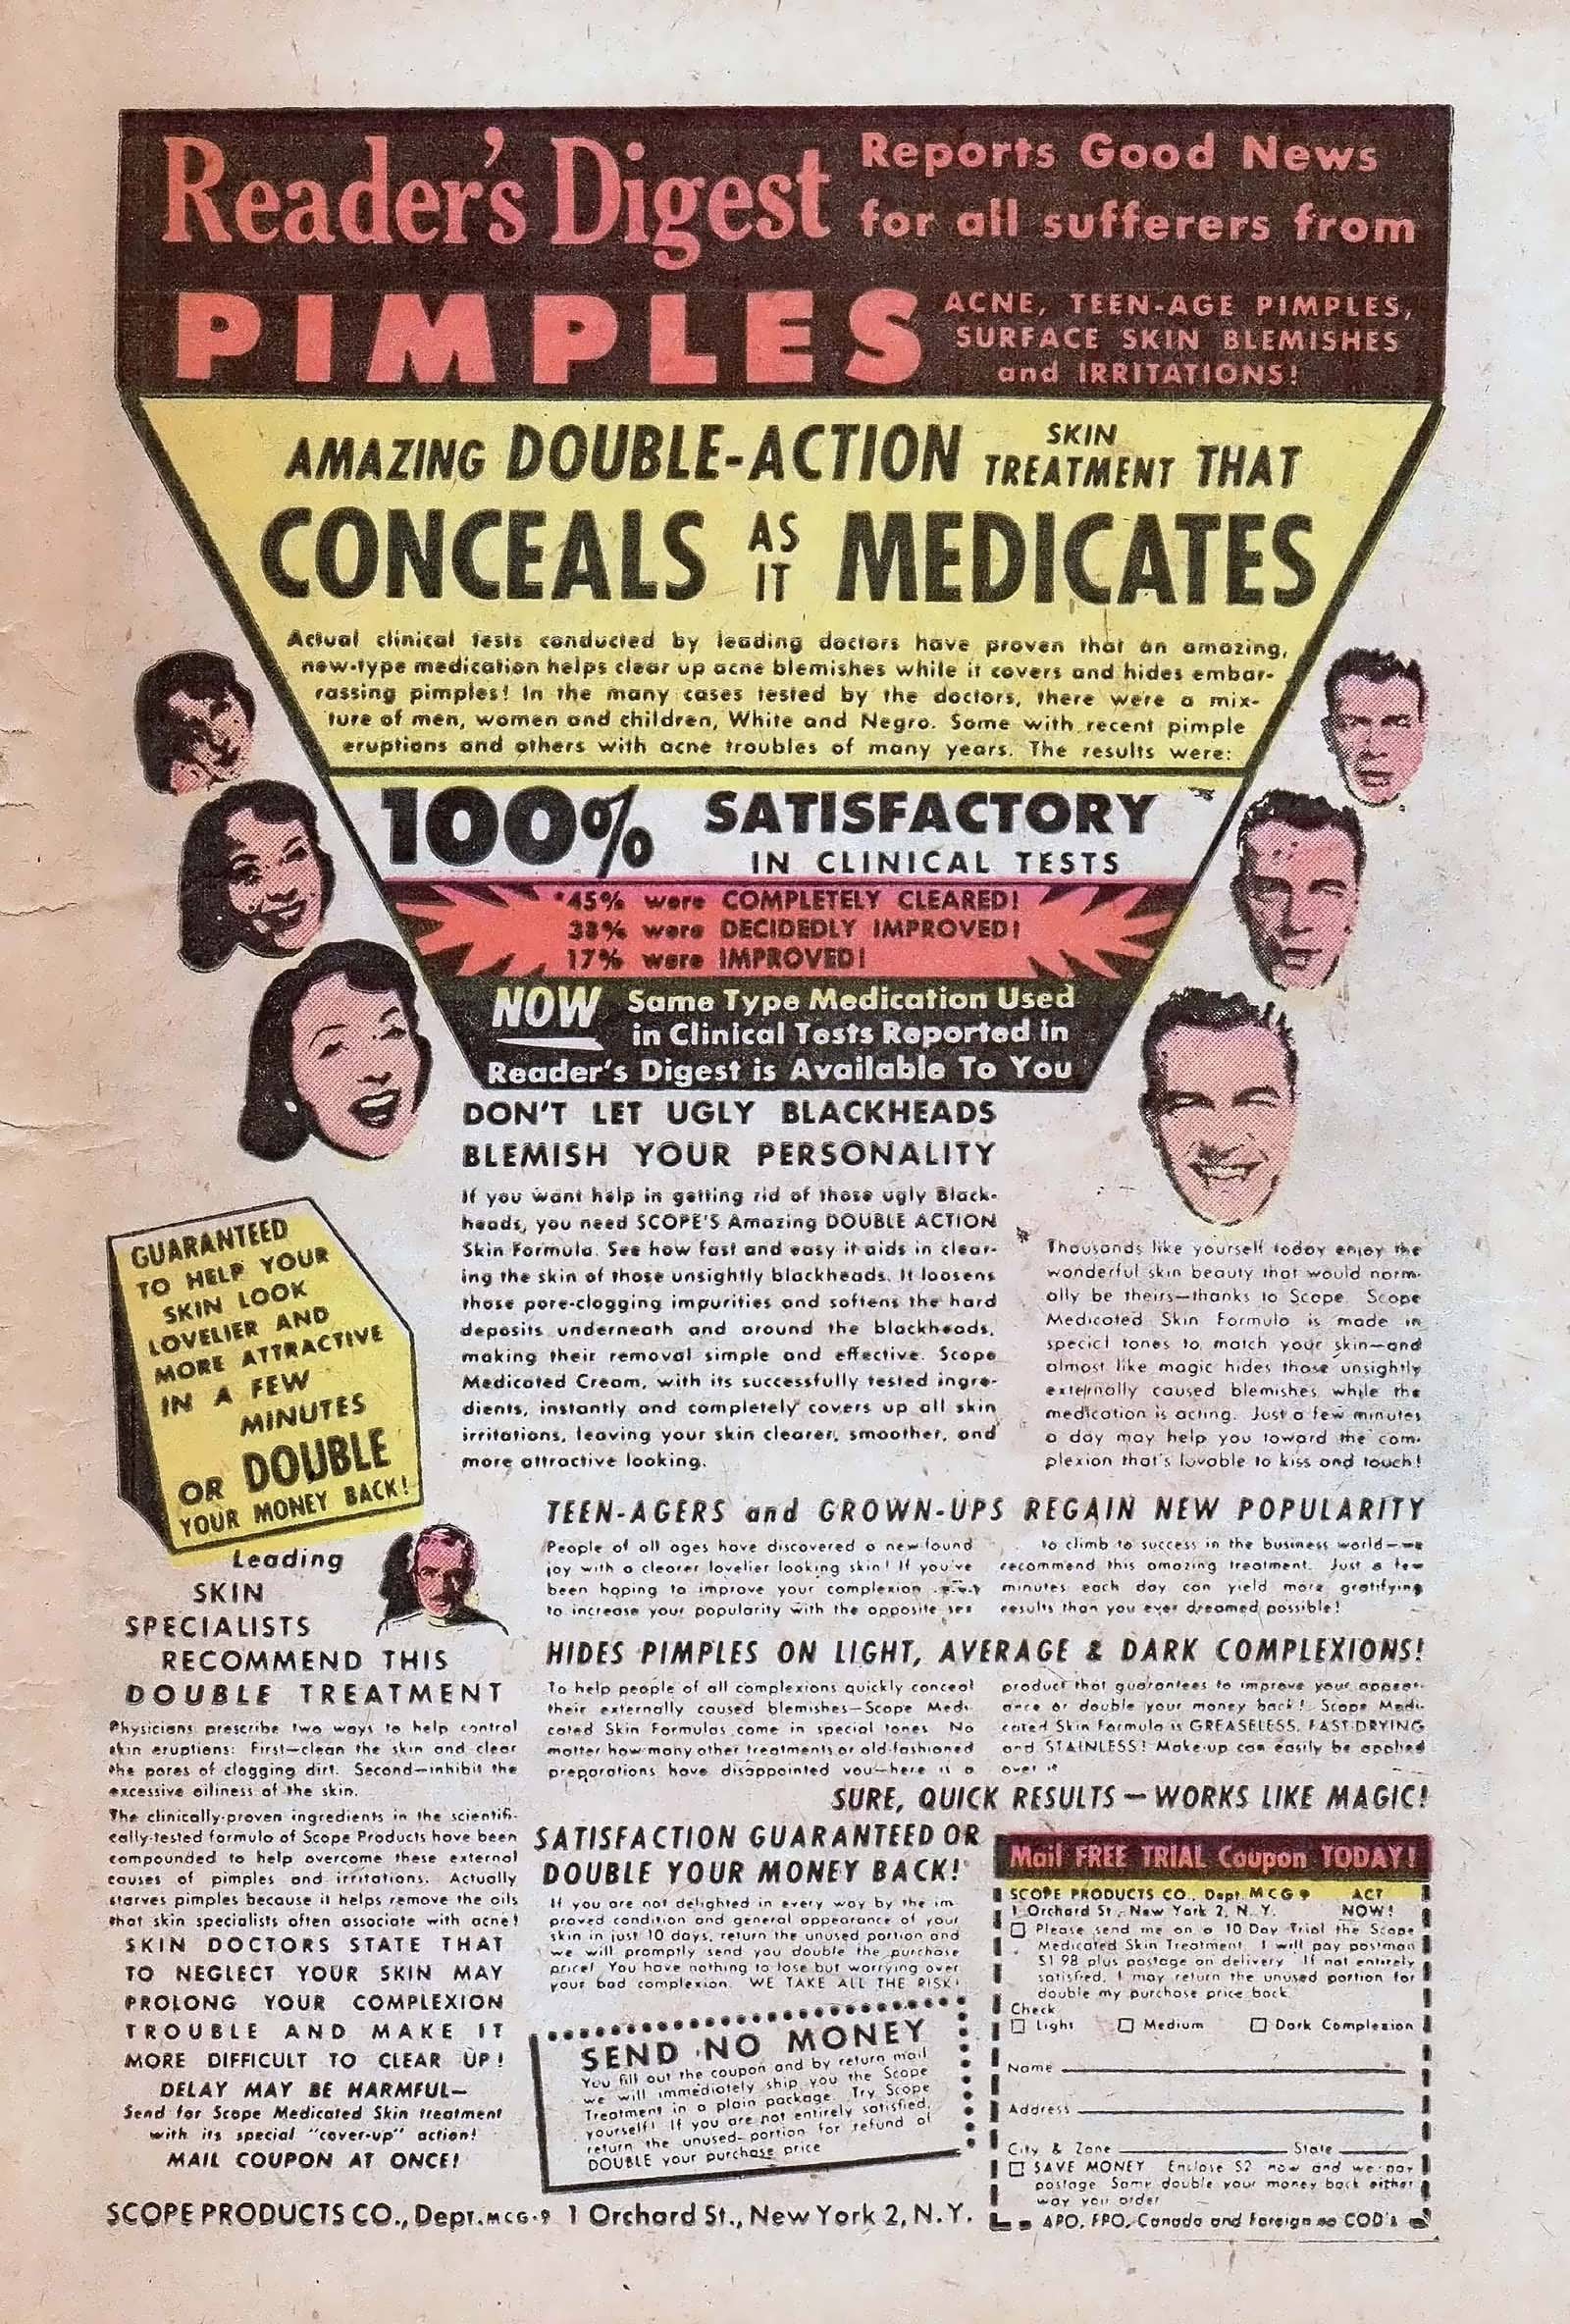 Reader's Digest
Reports Good News
for all sufferers from
PIMPLES
ACNE, TEEN-AGE PIMPLES,
SURFACE SKIN BLEMISHES
and IRRITATIONS!
AMAZING DOUBLE-ACTION SKIN TREATMENT THAT
CONCEALS AS IT MEDICATES
Actual clinical tests conducted by leading doctors have proven that an amazing,
new-type medication helps clear up acne blemishes while it covers and hides embar-
rassing pimples! In the many cases tested by the doctors, there were a mix-
ture of men, women and children, White and Negro. Some with recent pimple
eruptions and others with acne troubles of many years. The results were:
100% SATISFACTORY
IN CLINICAL TESTS
45% were COMPLETELY CLEARED!
38% were DECIDEDLY IMPROVED!
17% were IMPROVED!
NOW Same Type Medication Used
in Clinical Tests Reported in
Reader's Digest is Available To You
DON'T LET UGLY BLACKHEADS
BLEMISH YOUR PERSONALITY
If you want help in getting rid of those ugly Black-
heads, you need SCOPE'S Amazing DOUBLE ACTION
Skin Formula. See how fast and easy it aids in clear-
ing the skin of those unsightly blackheads. It loosens
those pore-clogging impurities and softens the hard
deposits underneath and around the blackheads,
making their removal simple and effective. Scope
Medicated Cream, with its successfully tested ingre-
dients, instantly and completely covers up all skin
irritations, leaving your skin clearer, smoother, and
more attractive looking.
Thousands like yourself today enjoy the
wonderful skin beauty that would norm-
ally be theirs—thanks to Scope. Scope
Medicated Skin Formula is made in
special tones to match your skin—and
almost like magic hides those unsightly
externally caused blemishes while the
medication is acting. Just a few minutes
a day may help you toward the com-
plexion that's lovable to kiss and touch!
GUARANTEED
TO HELP YOUR
SKIN LOOK
LOVELIER AND
MORE ATTRACTIVE
IN A FEW
MINUTES
OR DOUBLE
YOUR MONEY BACK!
Leading
SKIN
SPECIALISTS
RECOMMEND THIS
DOUBLE TREATMENT
Physicians prescribe two ways to help control
skin eruptions: First—clean the skin and clear
the pores of clogging dirt. Second—inhibit the
excessive oiliness of the skin.
The clinically-proven ingredients in the scientifi-
cally-tested formula of Scope Products have been
compounded to help overcome these external
causes of pimples and irritations. Actually
starves pimples because it helps remove the oils
that skin specialists often associate with acne!
SKIN DOCTORS STATE THAT
TO NEGLECT YOUR SKIN MAY
PROLONG YOUR COMPLEXION
TROUBLE AND MAKE IT
MORE DIFFICULT TO CLEAR UP!
DELAY MAY BE HARMFUL—
Send for Scope Medicated Skin treatment
with its special "cover-up" action!
MAIL COUPON AT ONCE!
TEEN-AGERS and GROWN-UPS REGAIN NEW POPULARITY
People of all ages have discovered a new found
joy with a clearer lovelier looking skin! If you've
been hoping to improve your complexion
to increase your popularity with the opposite sex
to climb to success in the business world—we
recommend this amazing treatment. Just a few
minutes each day can yield more gratifying
results than you ever dreamed possible!
HIDES PIMPLES ON LIGHT, AVERAGE & DARK COMPLEXIONS!
To help people of all complexions quickly conceal
their externally caused blemishes—Scope Medi-
cated Skin Formulas come in special tones. No
matter how many other treatments or old-fashioned
preparations have disappointed you—here is a
product that guarantees to improve your appear-
ance or double your money back! Scope Medi-
cated Skin Formula is GREASELESS, FAST-DRYING
and STAINLESS! Make-up can easily be applied
over it
SURE, QUICK RESULTS — WORKS LIKE MAGIC!
SATISFACTION GUARANTEED OR
DOUBLE YOUR MONEY BACK!
If you are not delighted in every way by the im
proved condition and general appearance of your
skin in just 10 days, return the unused portion and
we will promptly send you double the purchase
price! You have nothing to lose but worrying over
your bad complexion. WE TAKE ALL THE RISK!
SEND NO MONEY
You fill out the coupon and by return mail
we will immediately ship you the Scope
Treatment in a plain package. Try Scope
yourself! If you are not entirely satisfied,
return the unused portion for refund of
DOUBLE your purchase price
Mail FREE TRIAL Coupon TODAY!
SCOPE PRODUCTS CO., Dept. MCG 9 ACT
1 Orchard St., New York 2, N. Y. NOW!
Please send me on a 10 Day Trial the Scope
Medicated Skin Treatment. I will pay postman
$1.98 plus postage on delivery. If not entirely
satisfied, I may return the unused portion for
double my purchase price back
Check
Light Medium Dark Complexion
Name
Address
City & Zone State
SAVE MONEY Enclose $2 now and we pay
postage Same double your money back either
way you order
APO, FPO, Canada and Foreign no COD's
SCOPE PRODUCTS CO., Dept. MCG-9 1 Orchard St., New York 2, N.Y.